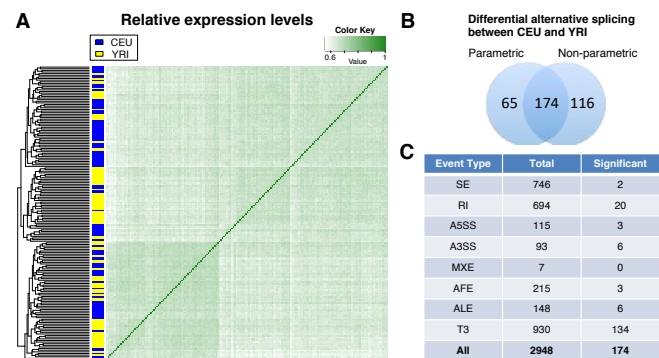 A
Relative expression levels
CEU
YRI
Color Key
0.6
1
Value
B
Differential alternative splicing
between CEU and YRI
Parametric
Non-parametric
65
174
116
C
Event Type Total Significant
SE 746 2
RI 694 20
A5SS 115 3
A3SS 93 6
MXE 7 0
AFE 215 3
ALE 148 6
T3 930 134
All 2948 174